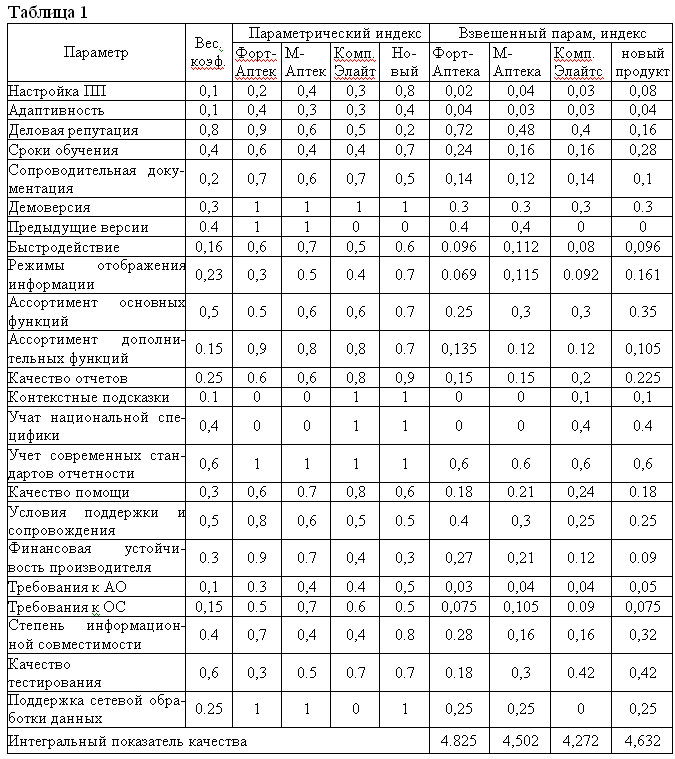 Таблица 1
Параметр Вес. коэф. Параметрический индекс Взвешенный парам, индекс
Форт-Аптек М-Аптек Комп. Элайт Но-вый Форт-Аптека М-Аптека Комп. Элайтс новый продукт
Настройка ПП 0,1 0,2 0,4 0,3 0,8 0,02 0,04 0,03 0,08
Адаптивность 0,1 0,4 0,3 0,3 0,4 0,04 0,03 0,03 0,04
Деловая репутация 0,8 0,9 0,6 0,5 0,2 0,72 0,48 0,4 0,16
Сроки обучения 0,4 0,6 0,4 0,4 0,7 0,24 0,16 0,16 0,28
Сопроводительная доку-
ментация 0,2 0,7 0,6 0,7 0,5 0,14 0,12 0,14 0,1
Демоверсия 0,3 1 1 1 1 0.3 0.3 0,3 0.3
Предыдущие версии 0.4 1 1 0 0 0.4 0,4 0 0
Быстродействие 0,16 0,6 0,7 0,5 0.6 0.096 0,112 0,08 0,096
Режимы отображения
информации 0,23 0,3 0.5 0.4 0.7 0.069 0,115 0.092 0.161
Ассортимент основных
функций 0,5 0.5 0,6 0,6 0.7 0.25 0,3 0,3 0.35
Ассортимент дополни-
тельных функций 0.15 0,9 0,8 0,8 0.7 0,135 0.12 0.12 0,105
Качество отчетов 0.25 0.6 0,6 0,8 0,9 0,15 0.15 0,2 0.225
Контекстные подсказки 0.1 0 0 1 1 0 0 0,1 0,1
Учат национальной спе-
цифики 0,4 0 0 1 1 0 0 0,4 0.4
Учет современных стан-
дартов отчетности 0,6 1 1 1 1 0,6 0.6 0,6 0,6
Качество помощи 0,3 0,6 0.7 0,8 0,6 0.18 0.21 0,24 0.18
Условия поддержки и
сопровождения 0,5 0,8 0,6 0,5 0.5 0.4 0,3 0,25 0.25
Финансовая устойчи-
вость производителя 0.3 0.9 0.7 0,4 0,3 0,27 0,21 0.12 0.09
Требования к АО 0,1 0.3 0,4 0.4 0,5 0,03 0,04 0,04 0,05
Требования к ОС 0,15 0.5 0,7 0.6 0.5 0,075 0,105 0.09 0,075
Степень информацион-
ной совместимости 0.4 0,7 0,4 0,4 0.8 0.28 0,16 0,16 0,32
Качество
тестирования 0,6 0,3 0.5 0.7 0.7 0.18 0,3 0.42 0,42
Поддержка сетевой обра-
ботки данных 0.25 1 1 0 1 0,25 0,25 0 0,25
Интегральный показатель качества 4.825 4,502 4,272 4,632